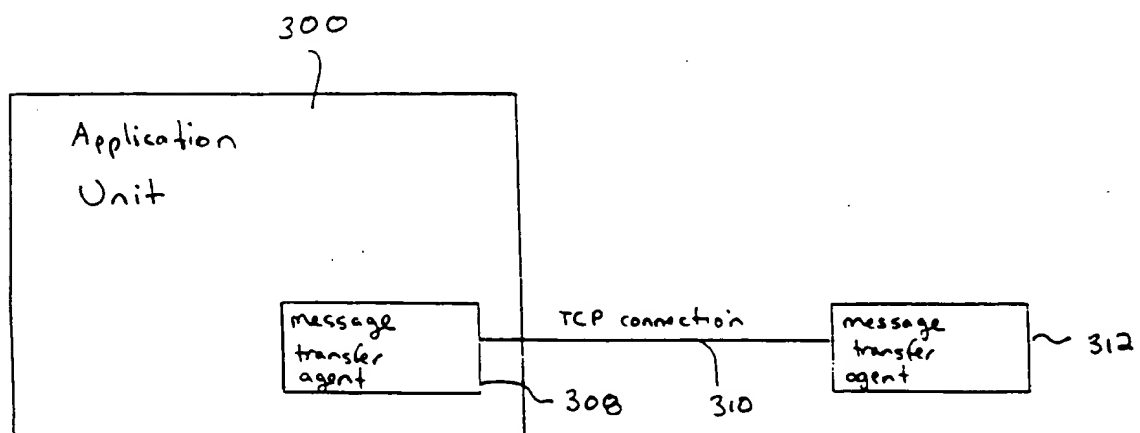 300
Application
Unit
message
transfer
agent
TCP connection
message
transfer
agent
308
310
312